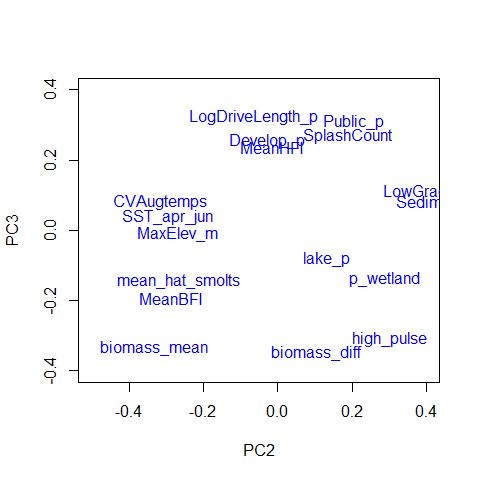 0.4
LogDriveLength_p
Public_p
SplashCount
Develop_p
MeanHFI
0.2
LowGra
CVAugtemps
Sedim
SST_apr_jun
PC3
0.0
MaxElev_m
lake_p
mean_hat_smolts
p_wetland
MeanBFI
-0.2
high_pulse
biomass_mean
biomass_diff
-0.4
-0.4 -0.2 0.0 0.2 0.4
PC2